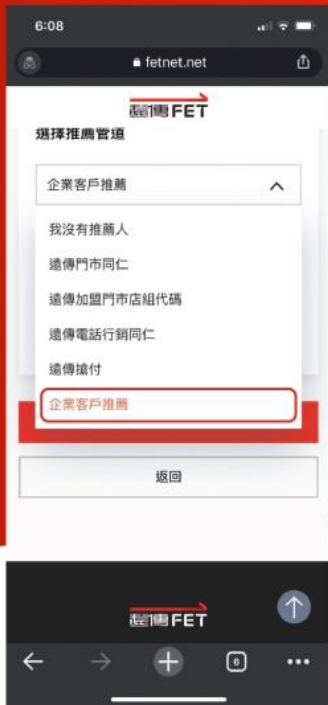 6:08
fetnet.net
遠傳FET
選擇推薦管道
企業客戶推薦
我沒有推薦人
遠傳門市同仁
遠傳加盟門市店組代碼
遠傳電話行銷同仁
遠傳搶付
企業客戶推薦
返回
遠傳FET
6